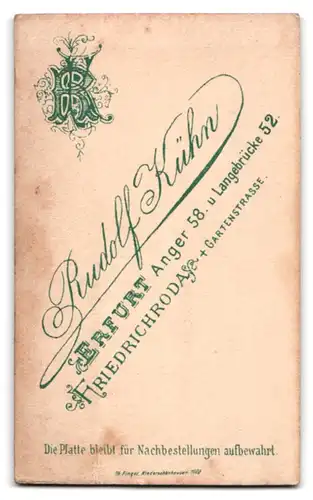 RK
Rudolf Kühn
ERFURT Anger 58. u Langebrücke 52.
FRIEDRICHRODA + GARTENSTRASSE.
Die Platte bleibt für Nachbestellungen aufbewahrt.